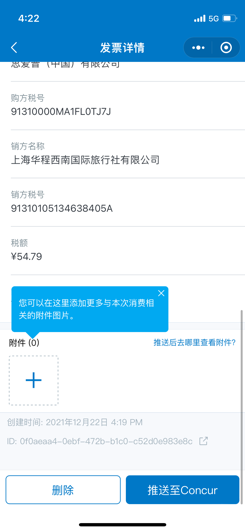 4:22
5G
发票详情
思爱普（中国）有限公司
购方税号
91310000MA1FL0TJ7J
销方名称
上海华程西南国际旅行社有限公司
销方税号
91310105134638405A
税额
¥54.79
您可以在这里添加更多与本次消费相
关的附件图片。
附件 (0)
推送后去哪里查看附件?
创建时间: 2021年12月22日 4:19 PM
ID: 0f0aeaa4-0ebf-472b-b1c0-c52d0e983e8c
删除
推送至Concur